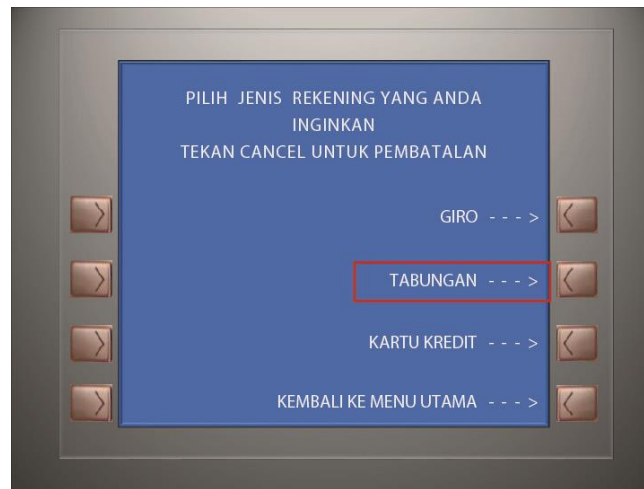 PILIH JENIS REKENING YANG ANDA
INGINKAN
TEKAN CANCEL UNTUK PEMBATALAN
GIRO - - - >
TABUNGAN - - - >
KARTU KREDIT - - - >
KEMBALI KE MENU UTAMA - - - >